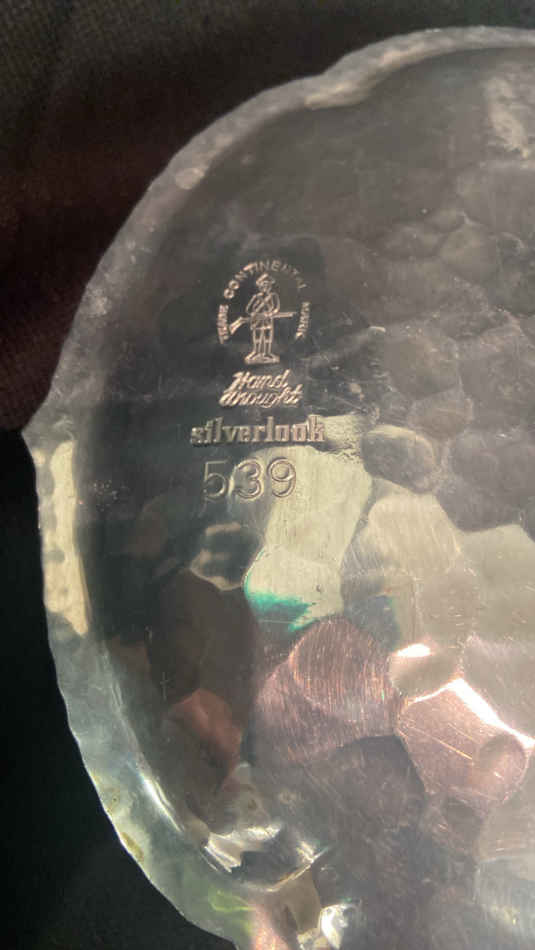 TRADE CONTINENTAL MARK
Hand
Wrought
silverlook
539